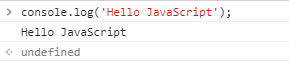 > console.log('Hello JavaScript');
Hello JavaScript
< undefined